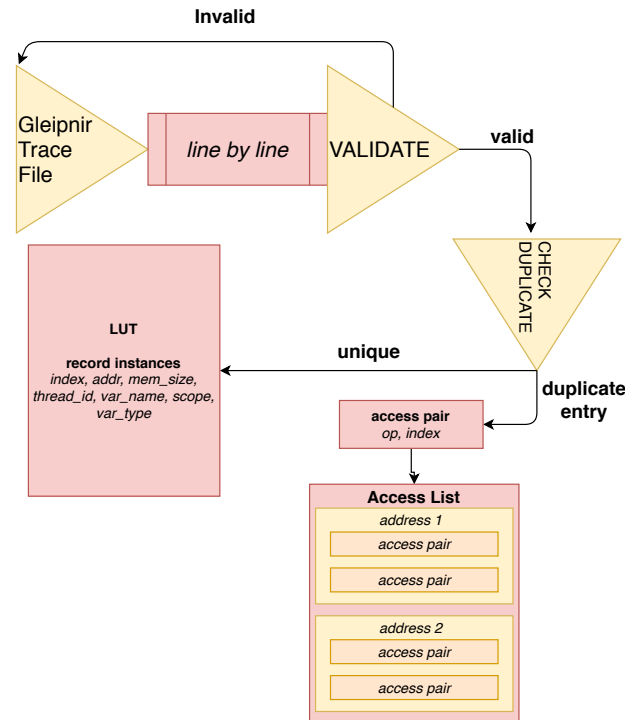 Invalid
Gleipnir
Trace
File
line by line
VALIDATE
valid
CHECK
DUPLICATE
LUT
record instances
index, addr, mem_size,
thread_id, var_name, scope,
var_type
unique
duplicate
entry
access pair
op, index
Access List
address 1
access pair
access pair
address 2
access pair
access pair